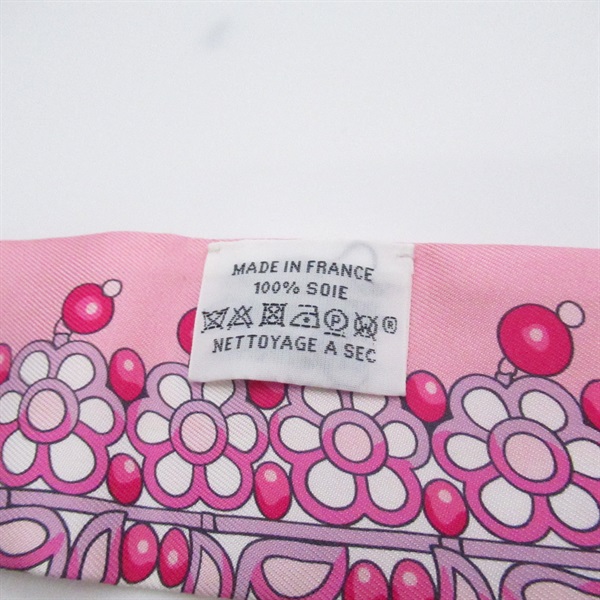 MADE IN FRANCE
100% SOIE
P W ®
NETTOYAGE A SEC